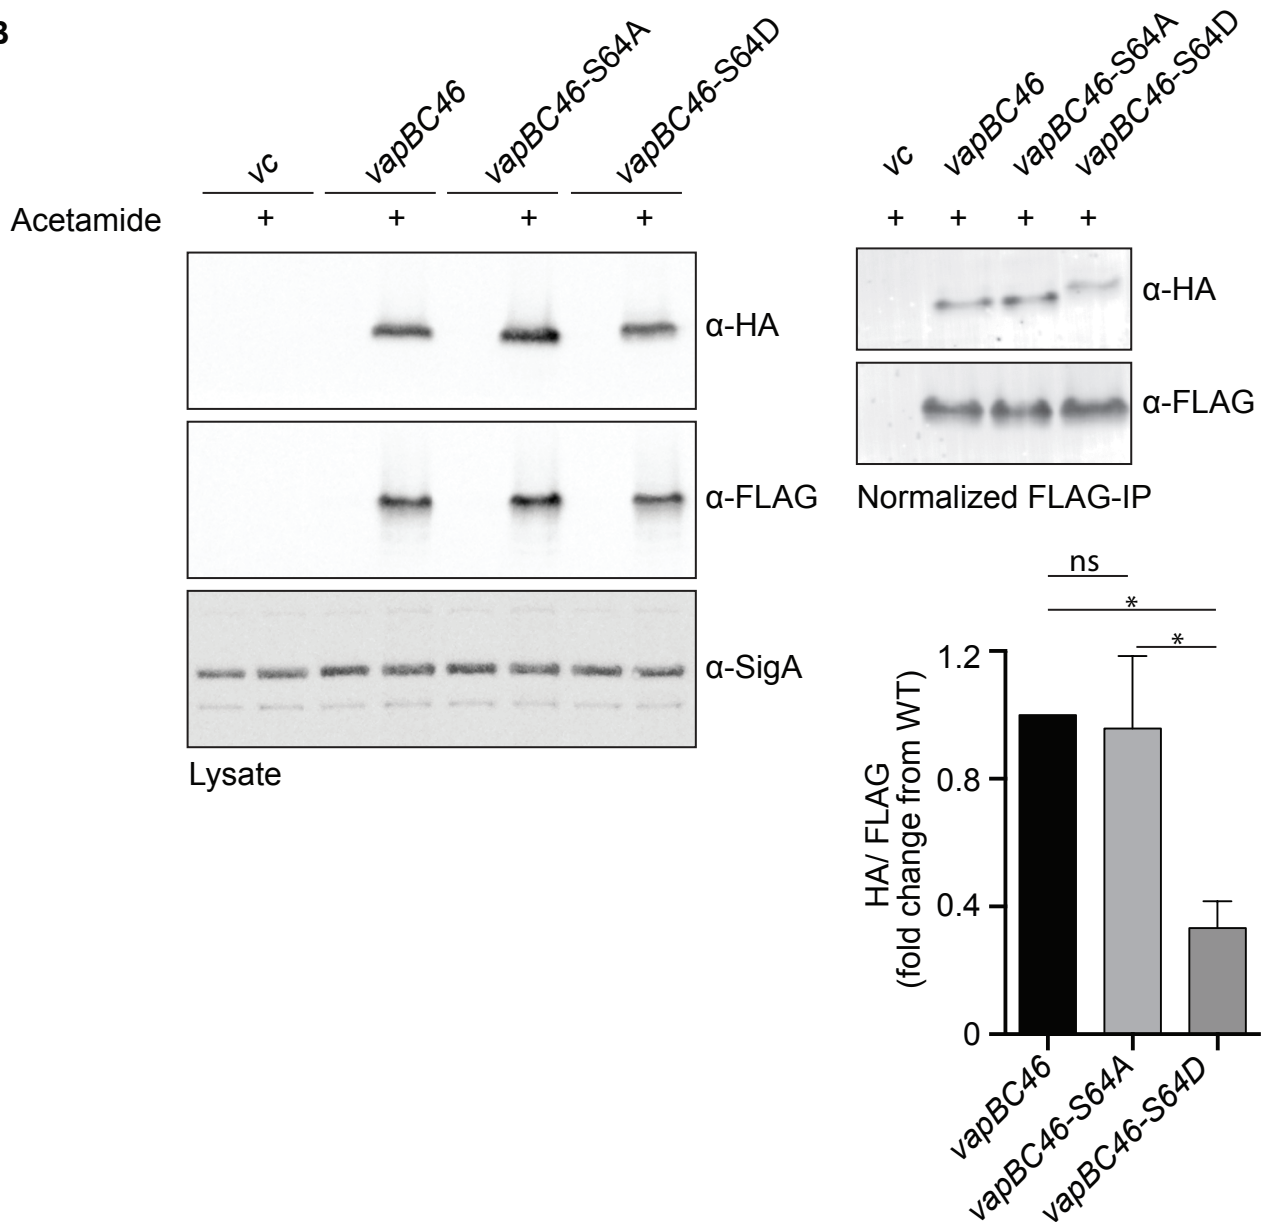 B
vc
vapBC46
vapBC46-S64A
vapBC46-S64D
Acetamide + + + +
α-HA
α-FLAG
α-SigA
Lysate
vc
vapBC46
vapBC46-S64A
vapBC46-S64D
+ + + +
α-HA
α-FLAG
Normalized FLAG-IP
ns
*
*
HA/ FLAG
(fold change from WT)
1.2
0.8
0.4
0
vapBC46
vapBC46-S64A
vapBC46-S64D